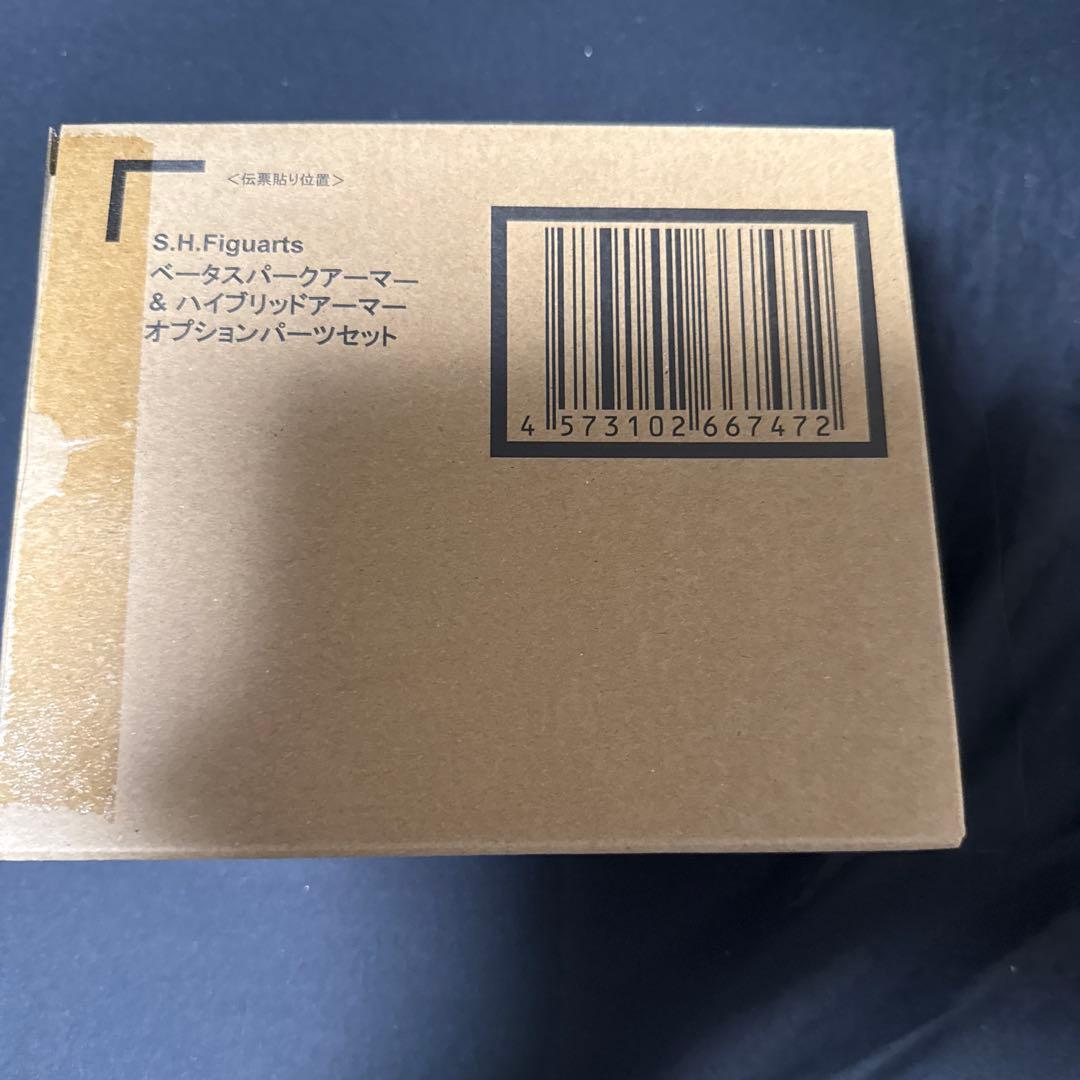 ＜伝票貼り位置＞
S.H.Figuarts
ベータスパークアーマー
& ハイブリッドアーマー
オプションパーツセット
4 573102 667472